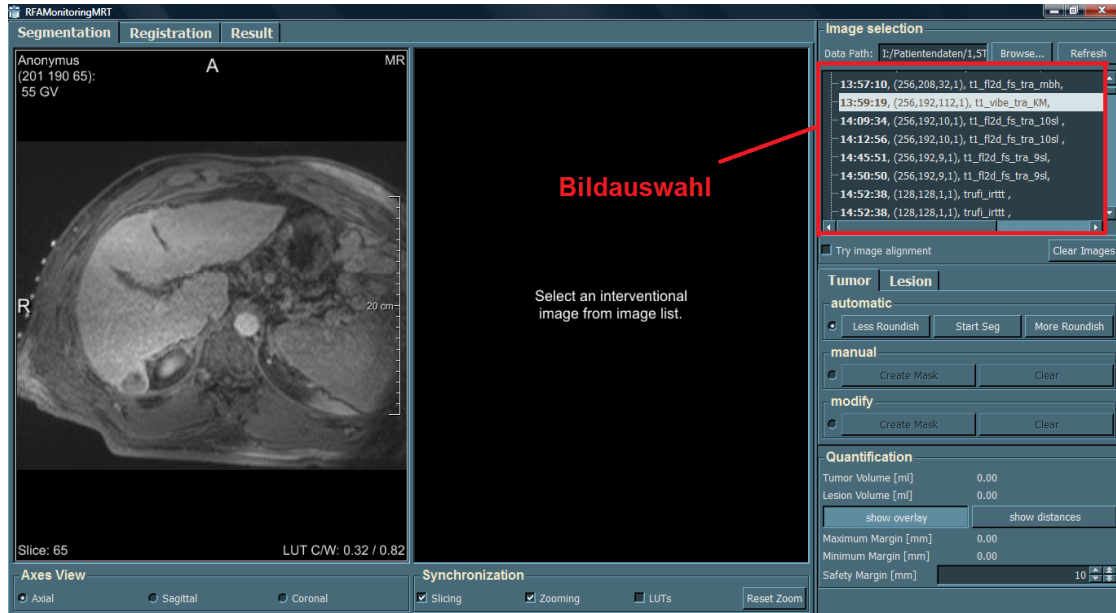 RFAMonitoringMRT
Segmentation Registration Result
Anonymus
(201 190 65):
55 GV
A
MR
R
20 cm
Slice: 65
LUT C/W: 0.32 / 0.82
Bildauswahl
Select an interventional
image from image list.
Axes View
Axial Sagittal Coronal
Synchronization
Slicing Zooming LUTs Reset Zoom
Image selection
Data Path: I:/Patientendaten/1,5T Browse... Refresh
13:57:10, (256,208,32,1), t1_fl2d_fs_tra_mbh,
13:59:19, (256,192,112,1), t1_vibe_tra_KM,
14:09:34, (256,192,10,1), t1_fl2d_fs_tra_10sl ,
14:12:56, (256,192,10,1), t1_fl2d_fs_tra_10sl ,
14:45:51, (256,192,9,1), t1_fl2d_fs_tra_9sl,
14:50:50, (256,192,9,1), t1_fl2d_fs_tra_9sl,
14:52:38, (128,128,1,1), trufi_irttt ,
14:52:38, (128,128,1,1), trufi_irttt ,
Try image alignment Clear Images
Tumor Lesion
automatic
Less Roundish Start Seg More Roundish
manual
Create Mask Clear
modify
Create Mask Clear
Quantification
Tumor Volume [ml] 0.00
Lesion Volume [ml] 0.00
show overlay show distances
Maximum Margin [mm] 0.00
Minimum Margin [mm] 0.00
Safety Margin [mm] 10